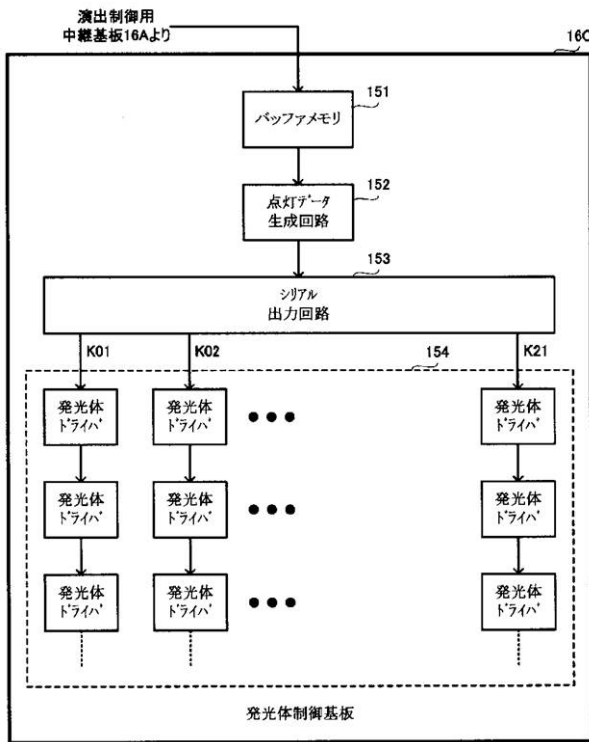 演出制御用
中継基板16Aより
16C
151
バッファメモリ
152
点灯データ
生成回路
153
シリアル
出力回路
K01
K02
154
K21
発光体
ドライバ
発光体
ドライバ
発光体
ドライバ
発光体
ドライバ
発光体
ドライバ
発光体
ドライバ
発光体
ドライバ
発光体
ドライバ
発光体
ドライバ
発光体制御基板